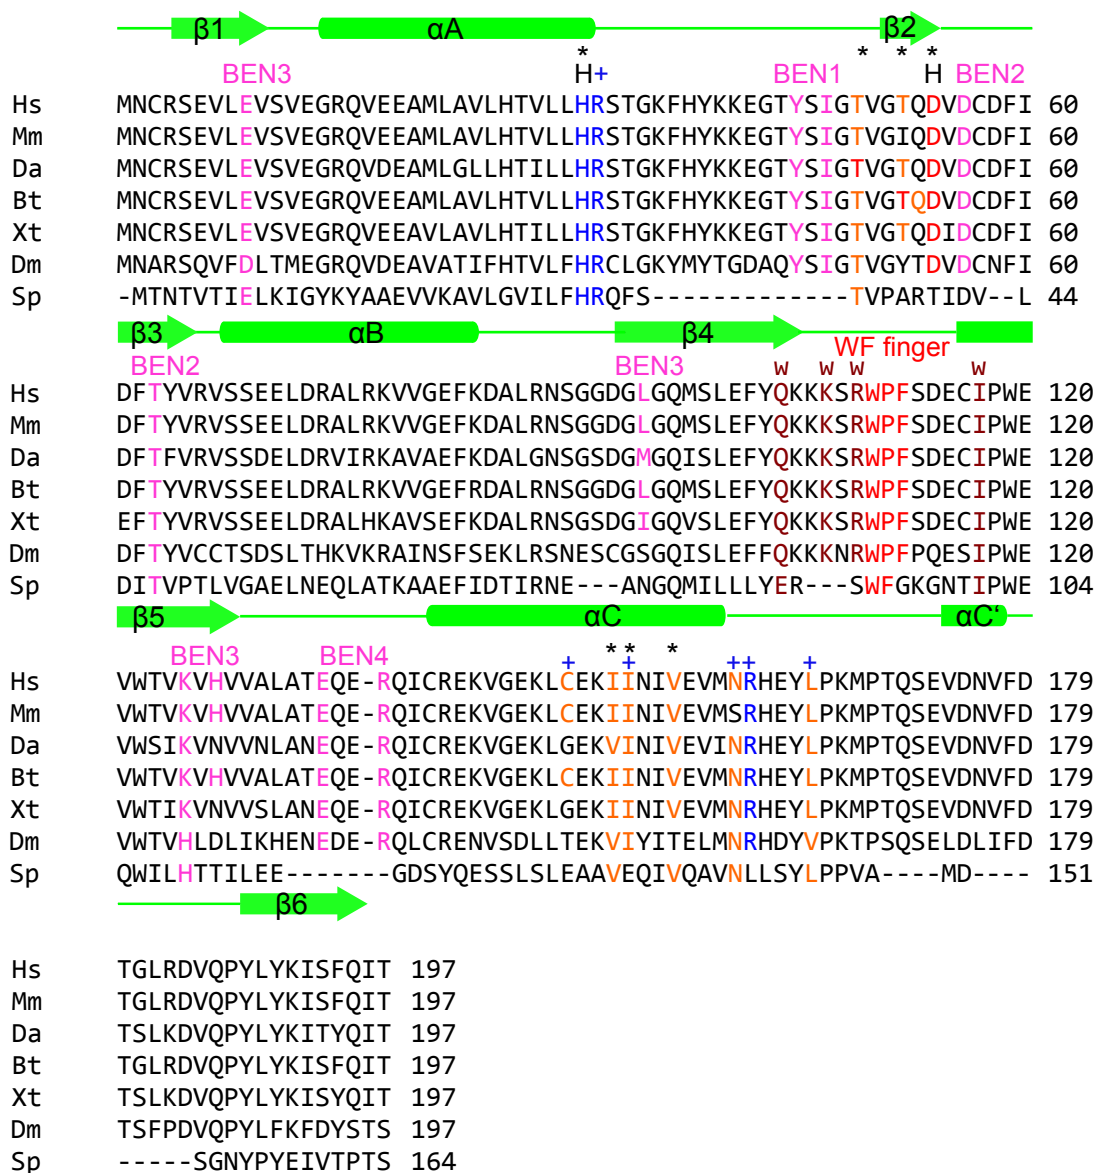 β1 αA β2
* * * *
BEN3 H+ BEN1 H BEN2
Hs MNCRSEVLEVSVEGRQVEEAMLAVLHTVLLHRSTGKFHYKKEGTYSIGTVGTQDVDCDFI 60
Mm MNCRSEVLEVSVEGRQVEEAMLAVLHTVLLHRSTGKFHYKKEGTYSIGTVGIQDVDCDFI 60
Da MNCRSEVLEVSVEGRQVDEAMLGLLHTILLHRSTGKFHYKKEGTYSIGTVGTQDVDCDFI 60
Bt MNCRSEVLEVSVEGRQVEEAMLAVLHTVLLHRSTGKFHYKKEGTYSIGTVGTQDVDCDFI 60
Xt MNCRSEVLEVSVEGRQVEEAVLAVLHTILLHRSTGKFHYKKEGTYSIGTVGTQDIDCDFI 60
Dm MNARSQVFDLTMEGRQVDEAVATIFHTVLFHRCLGKYMYTGDAQYSIGTVGYTDVDCNFI 60
Sp -MTNTVTIELKIGYKYAAEVVKAVLGVILFHRQFS-------------TVPARTIDV--L 44
β3 αB β4
WF finger
BEN2 BEN3 w w w w
Hs DFTYVRVSSEELDRALRKVVGEFKDALRNSGGDGLGQMSLEFYQKKKSRWPFSDECIPWE 120
Mm DFTYVRVSSEELDRALRKVVGEFKDALRNSGGDGLGQMSLEFYQKKKSRWPFSDECIPWE 120
Da DFTFVRVSSDELDRVIRKAVAEFKDALGNSGSDGMGQISLEFYQKKKSRWPFSDECIPWE 120
Bt DFTYVRVSSEELDRALRKVVGEFRDALRNSGGDGLGQMSLEFYQKKKSRWPFSDECIPWE 120
Xt EFTYVRVSSEELDRALHKAVSEFKDALRNSGSDGIGQVSLEFYQKKKSRWPFSDECIPWE 120
Dm DFTYVCCTSDSLTHKVKRAINSFSEKLRSNESCGSGQISLEFFQKKKNRWPFPQESIPWE 120
Sp DITVPTLVGAELNEQLATKAAEFIDTIRNE---ANGQMILLLYER---SWFGKGNTIPWE 104
β5 αC αC‘
BEN3 BEN4 + * * + * ++ +
Hs VWTVKVHVVALATEQE-RQICREKVGEKLCEKIINIVEVMNRHEYLPKMPTQSEVDNVFD 179
Mm VWTVKVHVVALATEQE-RQICREKVGEKLCEKIINIVEVMSRHEYLPKMPTQSEVDNVFD 179
Da VWSIKVNVVNLANEQE-RQICREKVGEKLGEKVINIVEVINRHEYLPKMPTQSEVDNVFD 179
Bt VWTVKVHVVALATEQE-RQICREKVGEKLCEKIINIVEVMNRHEYLPKMPTQSEVDNVFD 179
Xt VWTIKVNVVSLANEQE-RQICREKVGEKLGEKIINIVEVMNRHEYLPKMPTQSEVDNVFD 179
Dm VWTVHLDLIKHENEDE-RQLCRENVSDLLTEKVIYITELMNRHDYVPKTPSQSELDLIFD 179
Sp QWILHTTILEE-------GDSYQESSLSLEAAVEQIVQAVNLLSYLPPVA----MD---- 151
β6
Hs TGLRDVQPYLYKISFQIT 197
Mm TGLRDVQPYLYKISFQIT 197
Da TSLKDVQPYLYKITYQIT 197
Bt TGLRDVQPYLYKISFQIT 197
Xt TSLKDVQPYLYKISYQIT 197
Dm TSFPDVQPYLFKFDYSTS 197
Sp -----SGNYPYEIVTPTS 164